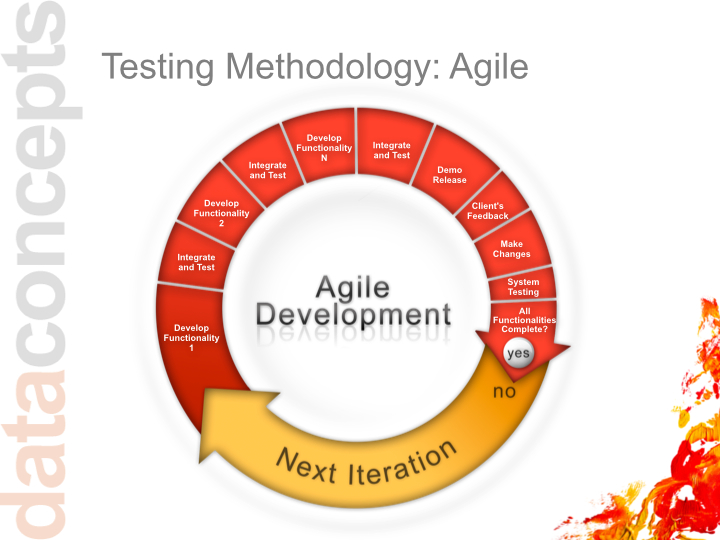 dataconcepts
Testing Methodology: Agile
Develop
Functionality
1
Integrate
and Test
Develop
Functionality
2
Integrate
and Test
Develop
Functionality
N
Integrate
and Test
Demo
Release
Client's
Feedback
Make
Changes
System
Testing
All
Functionalities
Complete?
yes
no
Next Iteration
Agile
Development